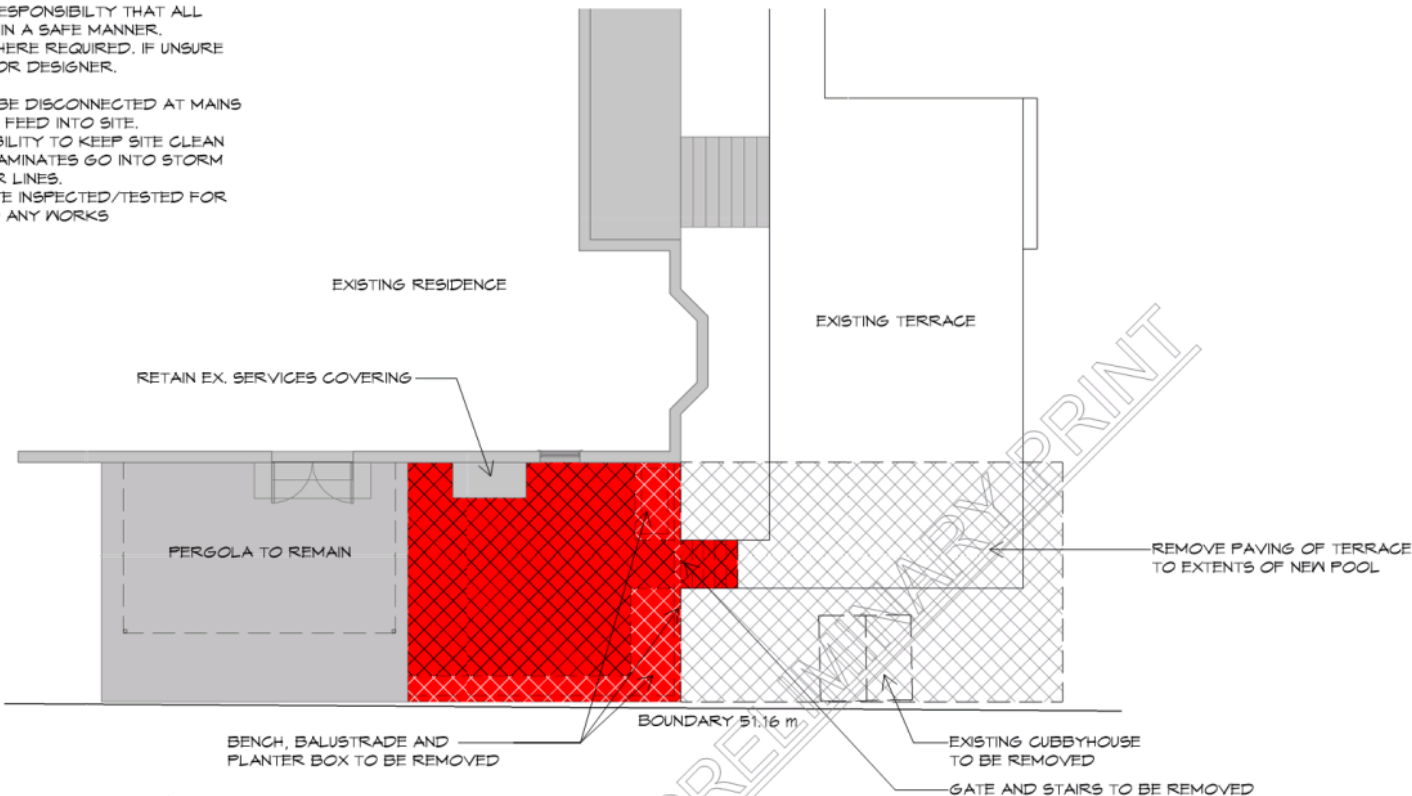 ESPONSIBILTY THAT ALL
IN A SAFE MANNER.
HERE REQUIRED. IF UNSURE
OR DESIGNER.
BE DISCONNECTED AT MAINS
FEED INTO SITE.
BILITY TO KEEP SITE CLEAN
AMINATES GO INTO STORM
R LINES.
TE INSPECTED/TESTED FOR
ANY WORKS
EXISTING RESIDENCE
EXISTING TERRACE
RETAIN EX. SERVICES COVERING
PERGOLA TO REMAIN
REMOVE PAVING OF TERRACE
TO EXTENTS OF NEW POOL
BOUNDARY 51.16 m
BENCH, BALUSTRADE AND
PLANTER BOX TO BE REMOVED
EXISTING CUBBYHOUSE
TO BE REMOVED
GATE AND STAIRS TO BE REMOVED
PRELIMINARY PRINT